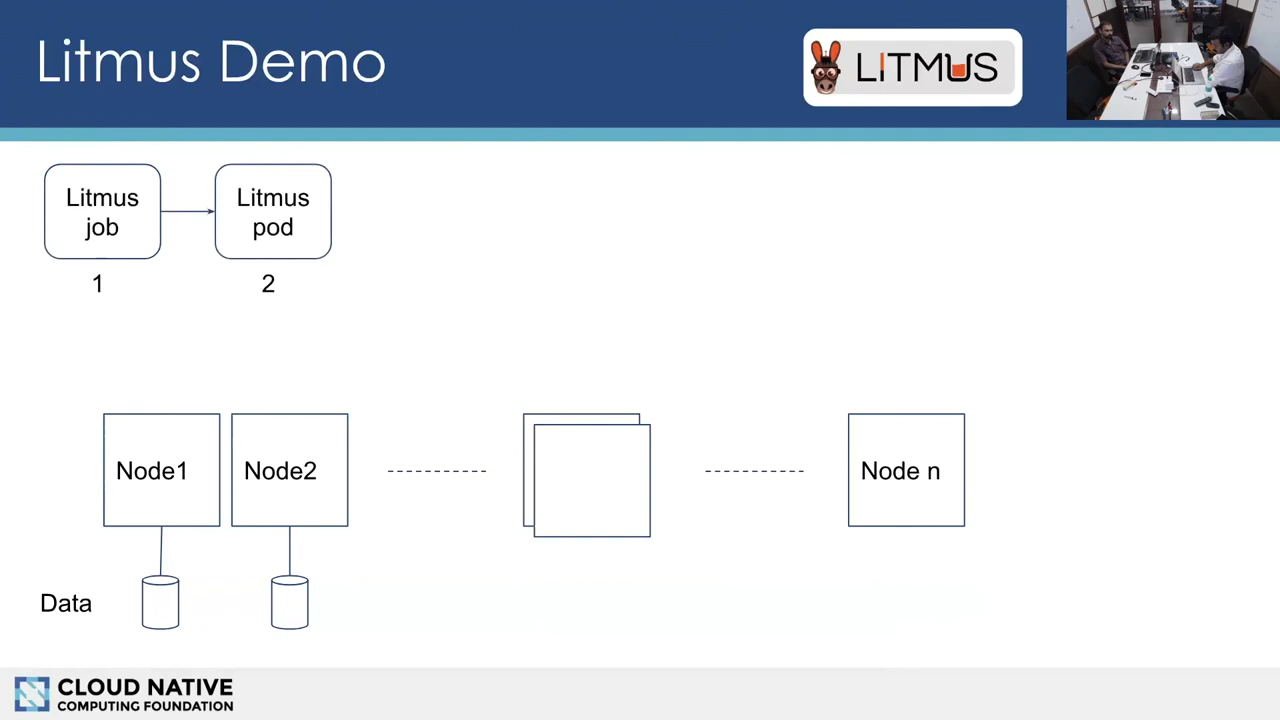 Litmus Demo
LITMUS
Litmus
job
Litmus
pod
1
2
Node1
Node2
Node n
Data
CLOUD NATIVE
COMPUTING FOUNDATION